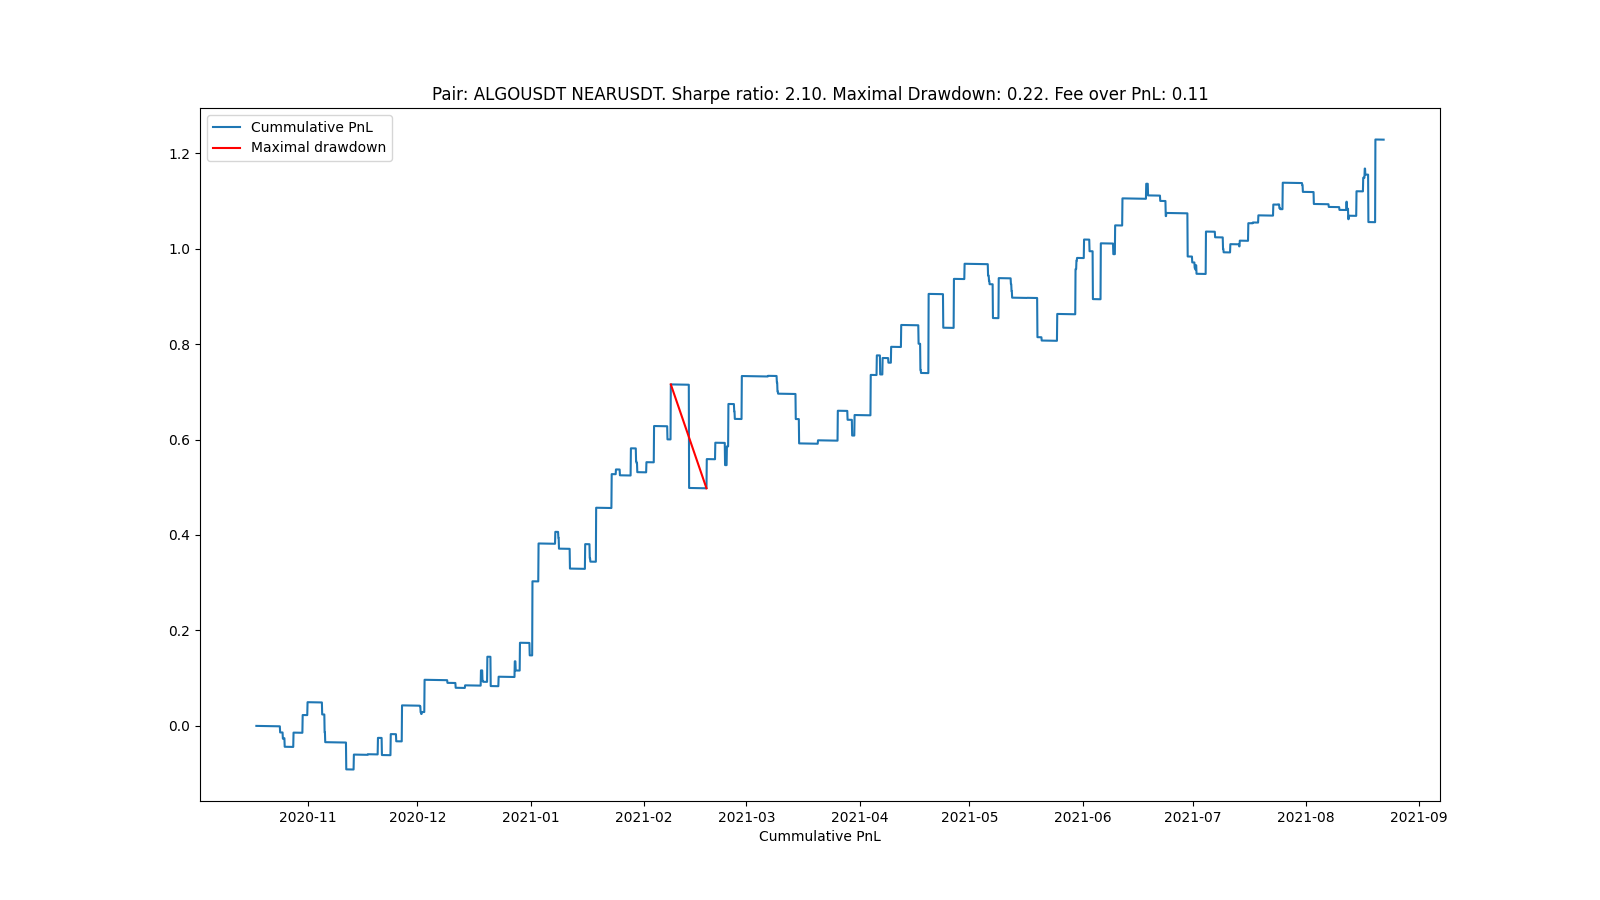 Pair: ALGOUSDT NEARUSDT. Sharpe ratio: 2.10. Maximal Drawdown: 0.22. Fee over PnL: 0.11
Cummulative PnL
Maximal drawdown
1.2
1.0
0.8
0.6
0.4
0.2
0.0
2020-11 2020-12 2021-01 2021-02 2021-03 2021-04 2021-05 2021-06 2021-07 2021-08 2021-09
Cummulative PnL